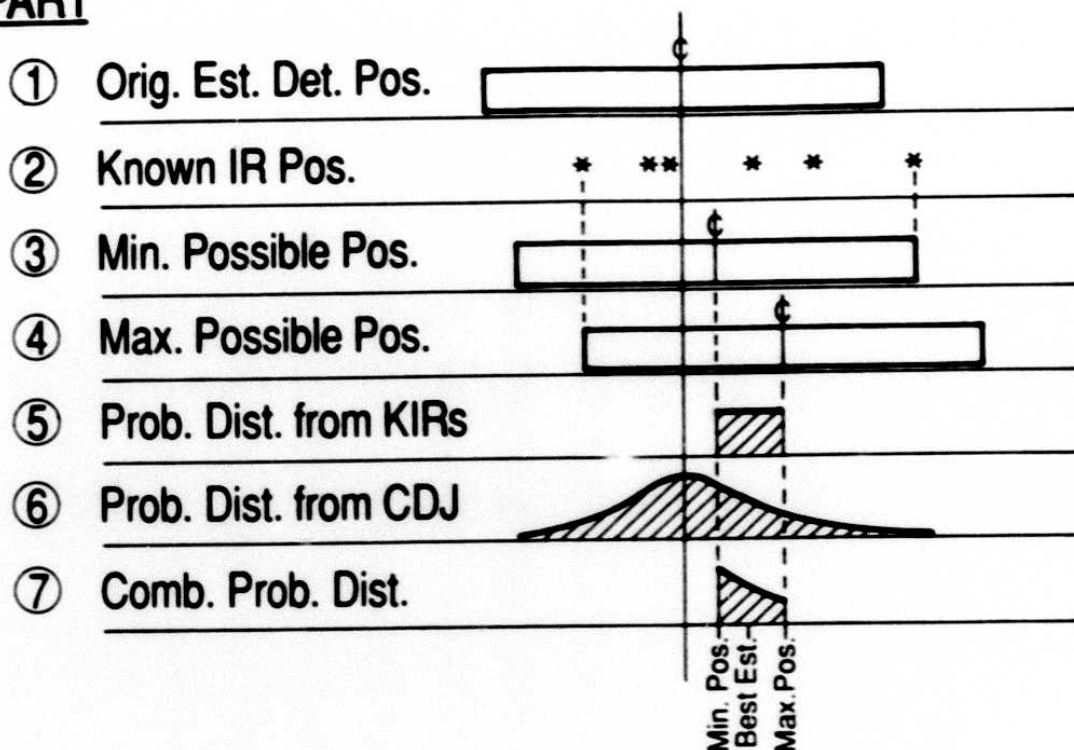 PART
① Orig. Est. Det. Pos.
℄
② Known IR Pos.
* * * * * *
③ Min. Possible Pos.
℄
④ Max. Possible Pos.
℄
⑤ Prob. Dist. from KIRs
⑥ Prob. Dist. from CDJ
⑦ Comb. Prob. Dist.
Min. Pos.
Best Est.
Max. Pos.